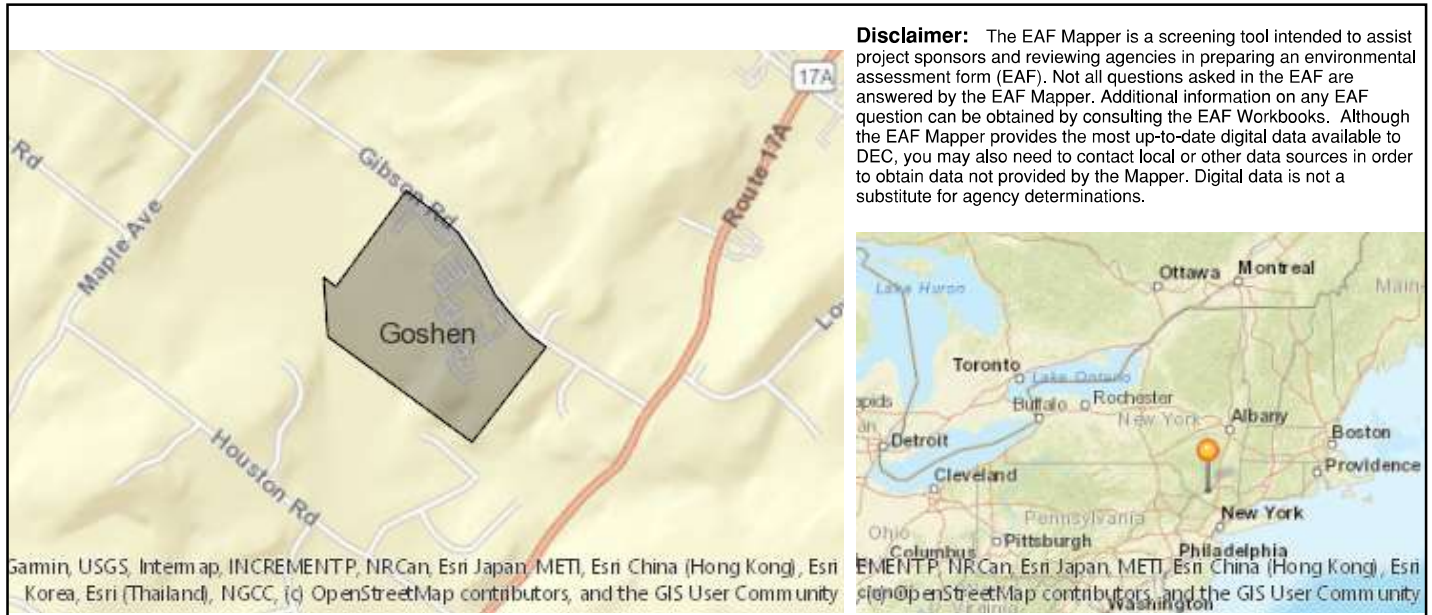 Disclaimer: The EAF Mapper is a screening tool intended to assist
project sponsors and reviewing agencies in preparing an environmental
assessment form (EAF). Not all questions asked in the EAF are
answered by the EAF Mapper. Additional information on any EAF
question can be obtained by consulting the EAF Workbooks. Although
the EAF Mapper provides the most up-to-date digital data available to
DEC, you may also need to contact local or other data sources in order
to obtain data not provided by the Mapper. Digital data is not a
substitute for agency determinations.
17A
Rd
Gibson Rd
Route 17A
Maple Ave
Goshen
Houston Rd
Garmin, USGS, Intermap, INCREMENT P, NRCan, Esri Japan, METI, Esri China (Hong Kong), Esri
Korea, Esri (Thailand), NGCC, (c) OpenStreetMap contributors, and the GIS User Community
Ottawa
Montreal
Lake Huron
Toronto
Lake Ontario
Buffalo
Rochester
New York
Albany
Boston
Detroit
Providence
Cleveland
New York
Pennsylvania
Ohio
Pittsburgh
Columbus
Philadelphia
EMENT P, NRCan, Esri Japan, METI, Esri China (Hong Kong), Esri
(c) OpenStreetMap contributors, and the GIS User Community
Virginia
Washington